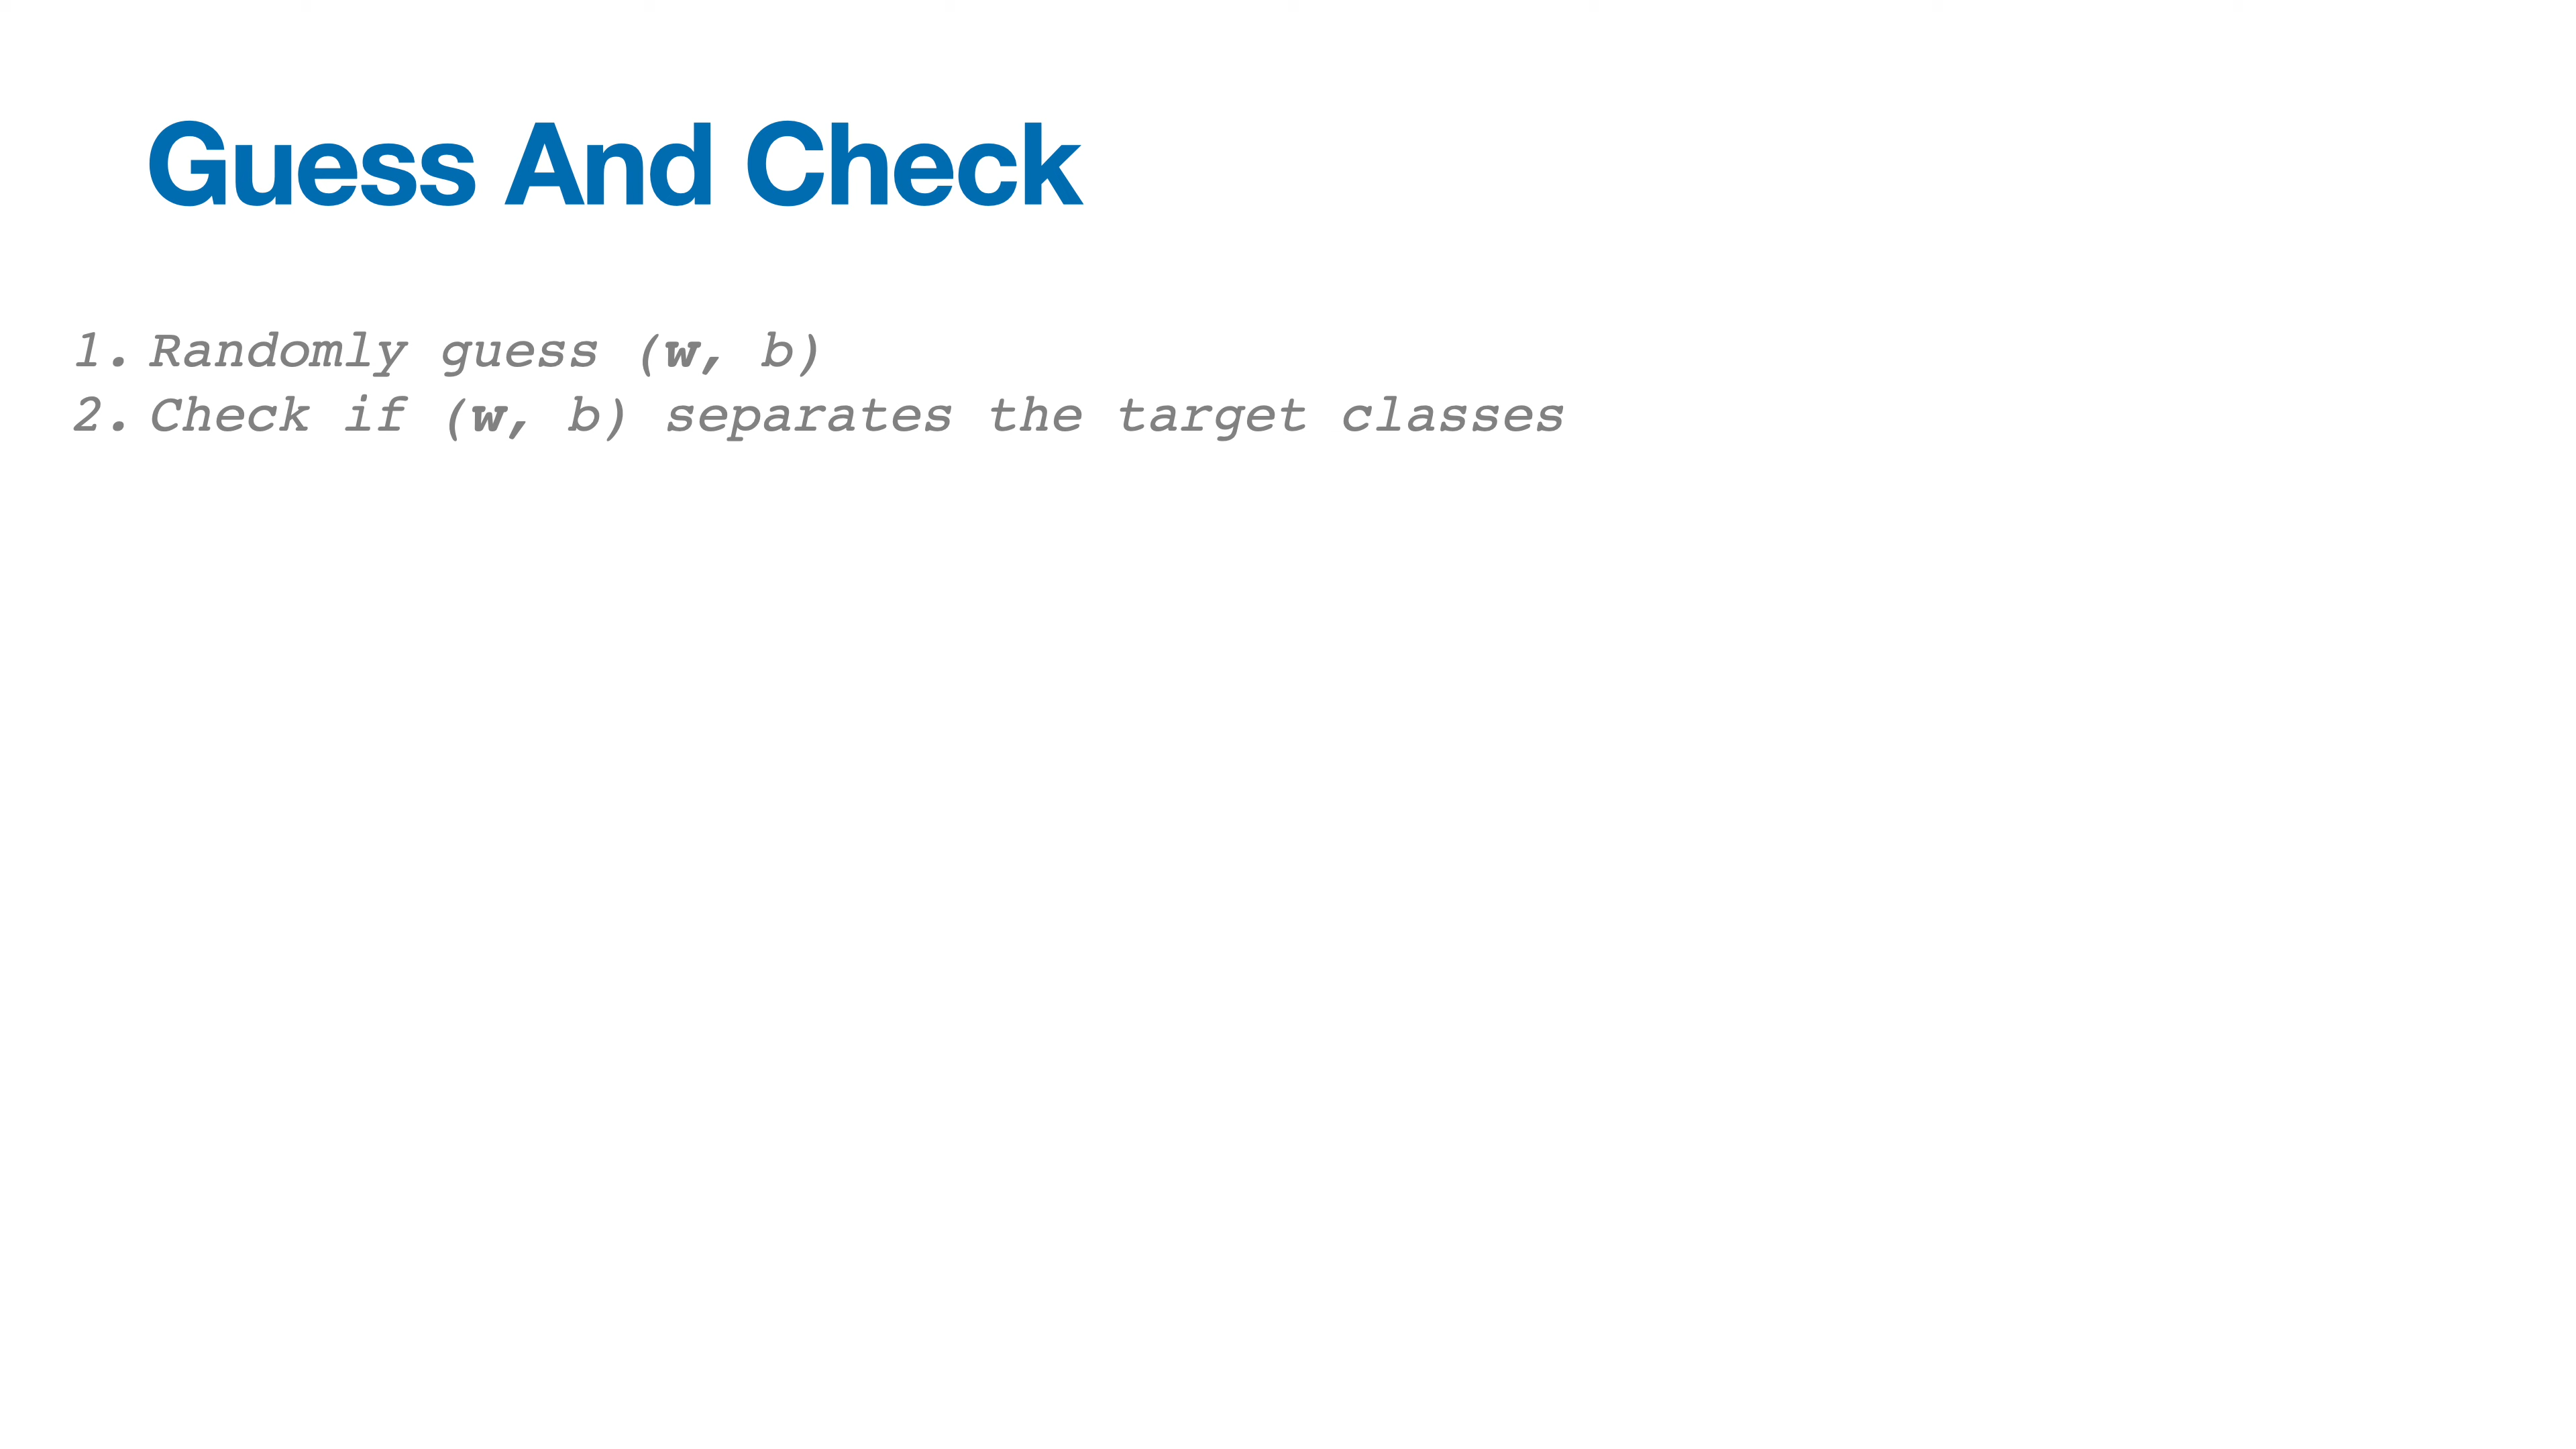 Guess And Check
1. Randomly guess (w, b)
2. Check if (w, b) separates the target classes